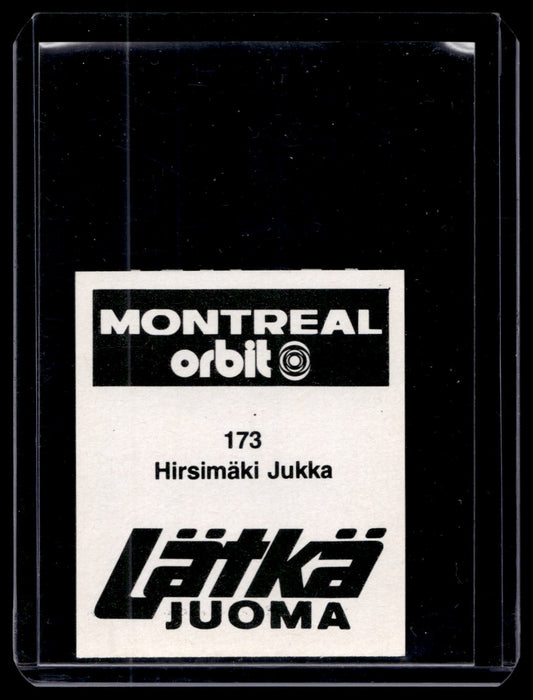 MONTREAL
orbit
173
Hirsimäki Jukka
Lätkä
JUOMA